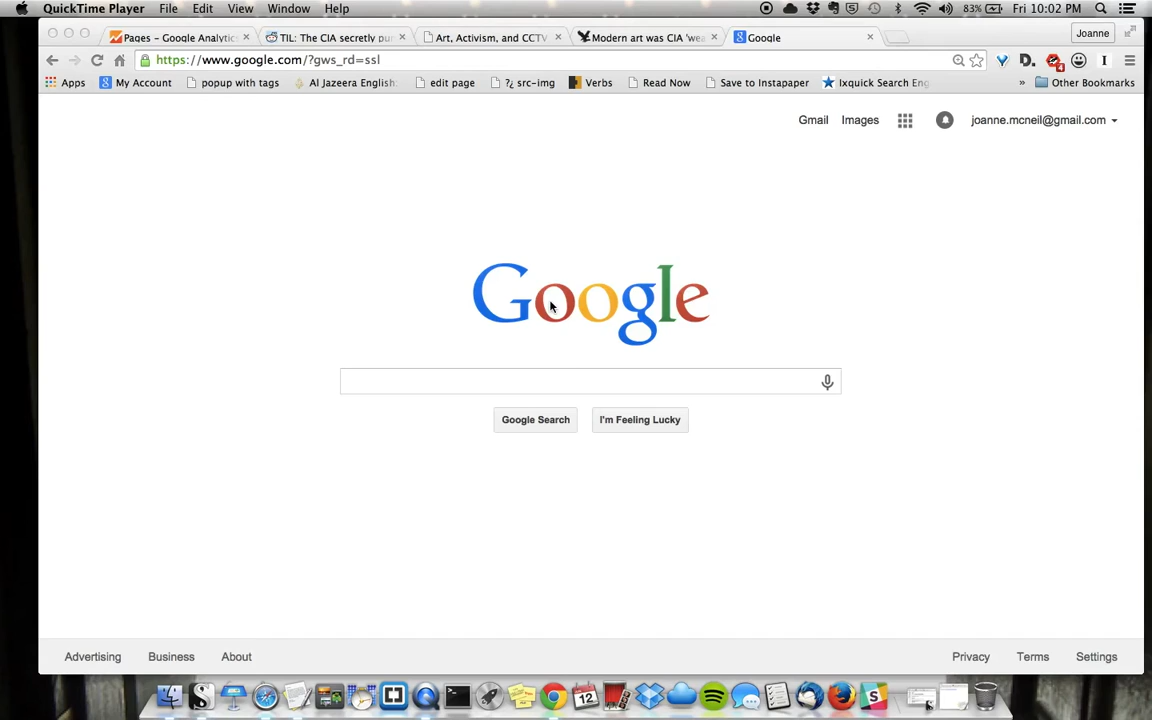 QuickTime Player File Edit View Window Help 83% Fri 10:02 PM
Pages - Google Analytic TIL: The CIA secretly pu Art, Activism, and CCTV Modern art was CIA 'wea Google Joanne
https://www.google.com/?gws_rd=ssl
Apps My Account popup with tags Al Jazeera English: edit page ?¿ src-img Verbs Read Now Save to Instapaper Ixquick Search Eng » Other Bookmarks
Gmail Images joanne.mcneil@gmail.com
Google
Google Search I'm Feeling Lucky
Advertising Business About Privacy Terms Settings